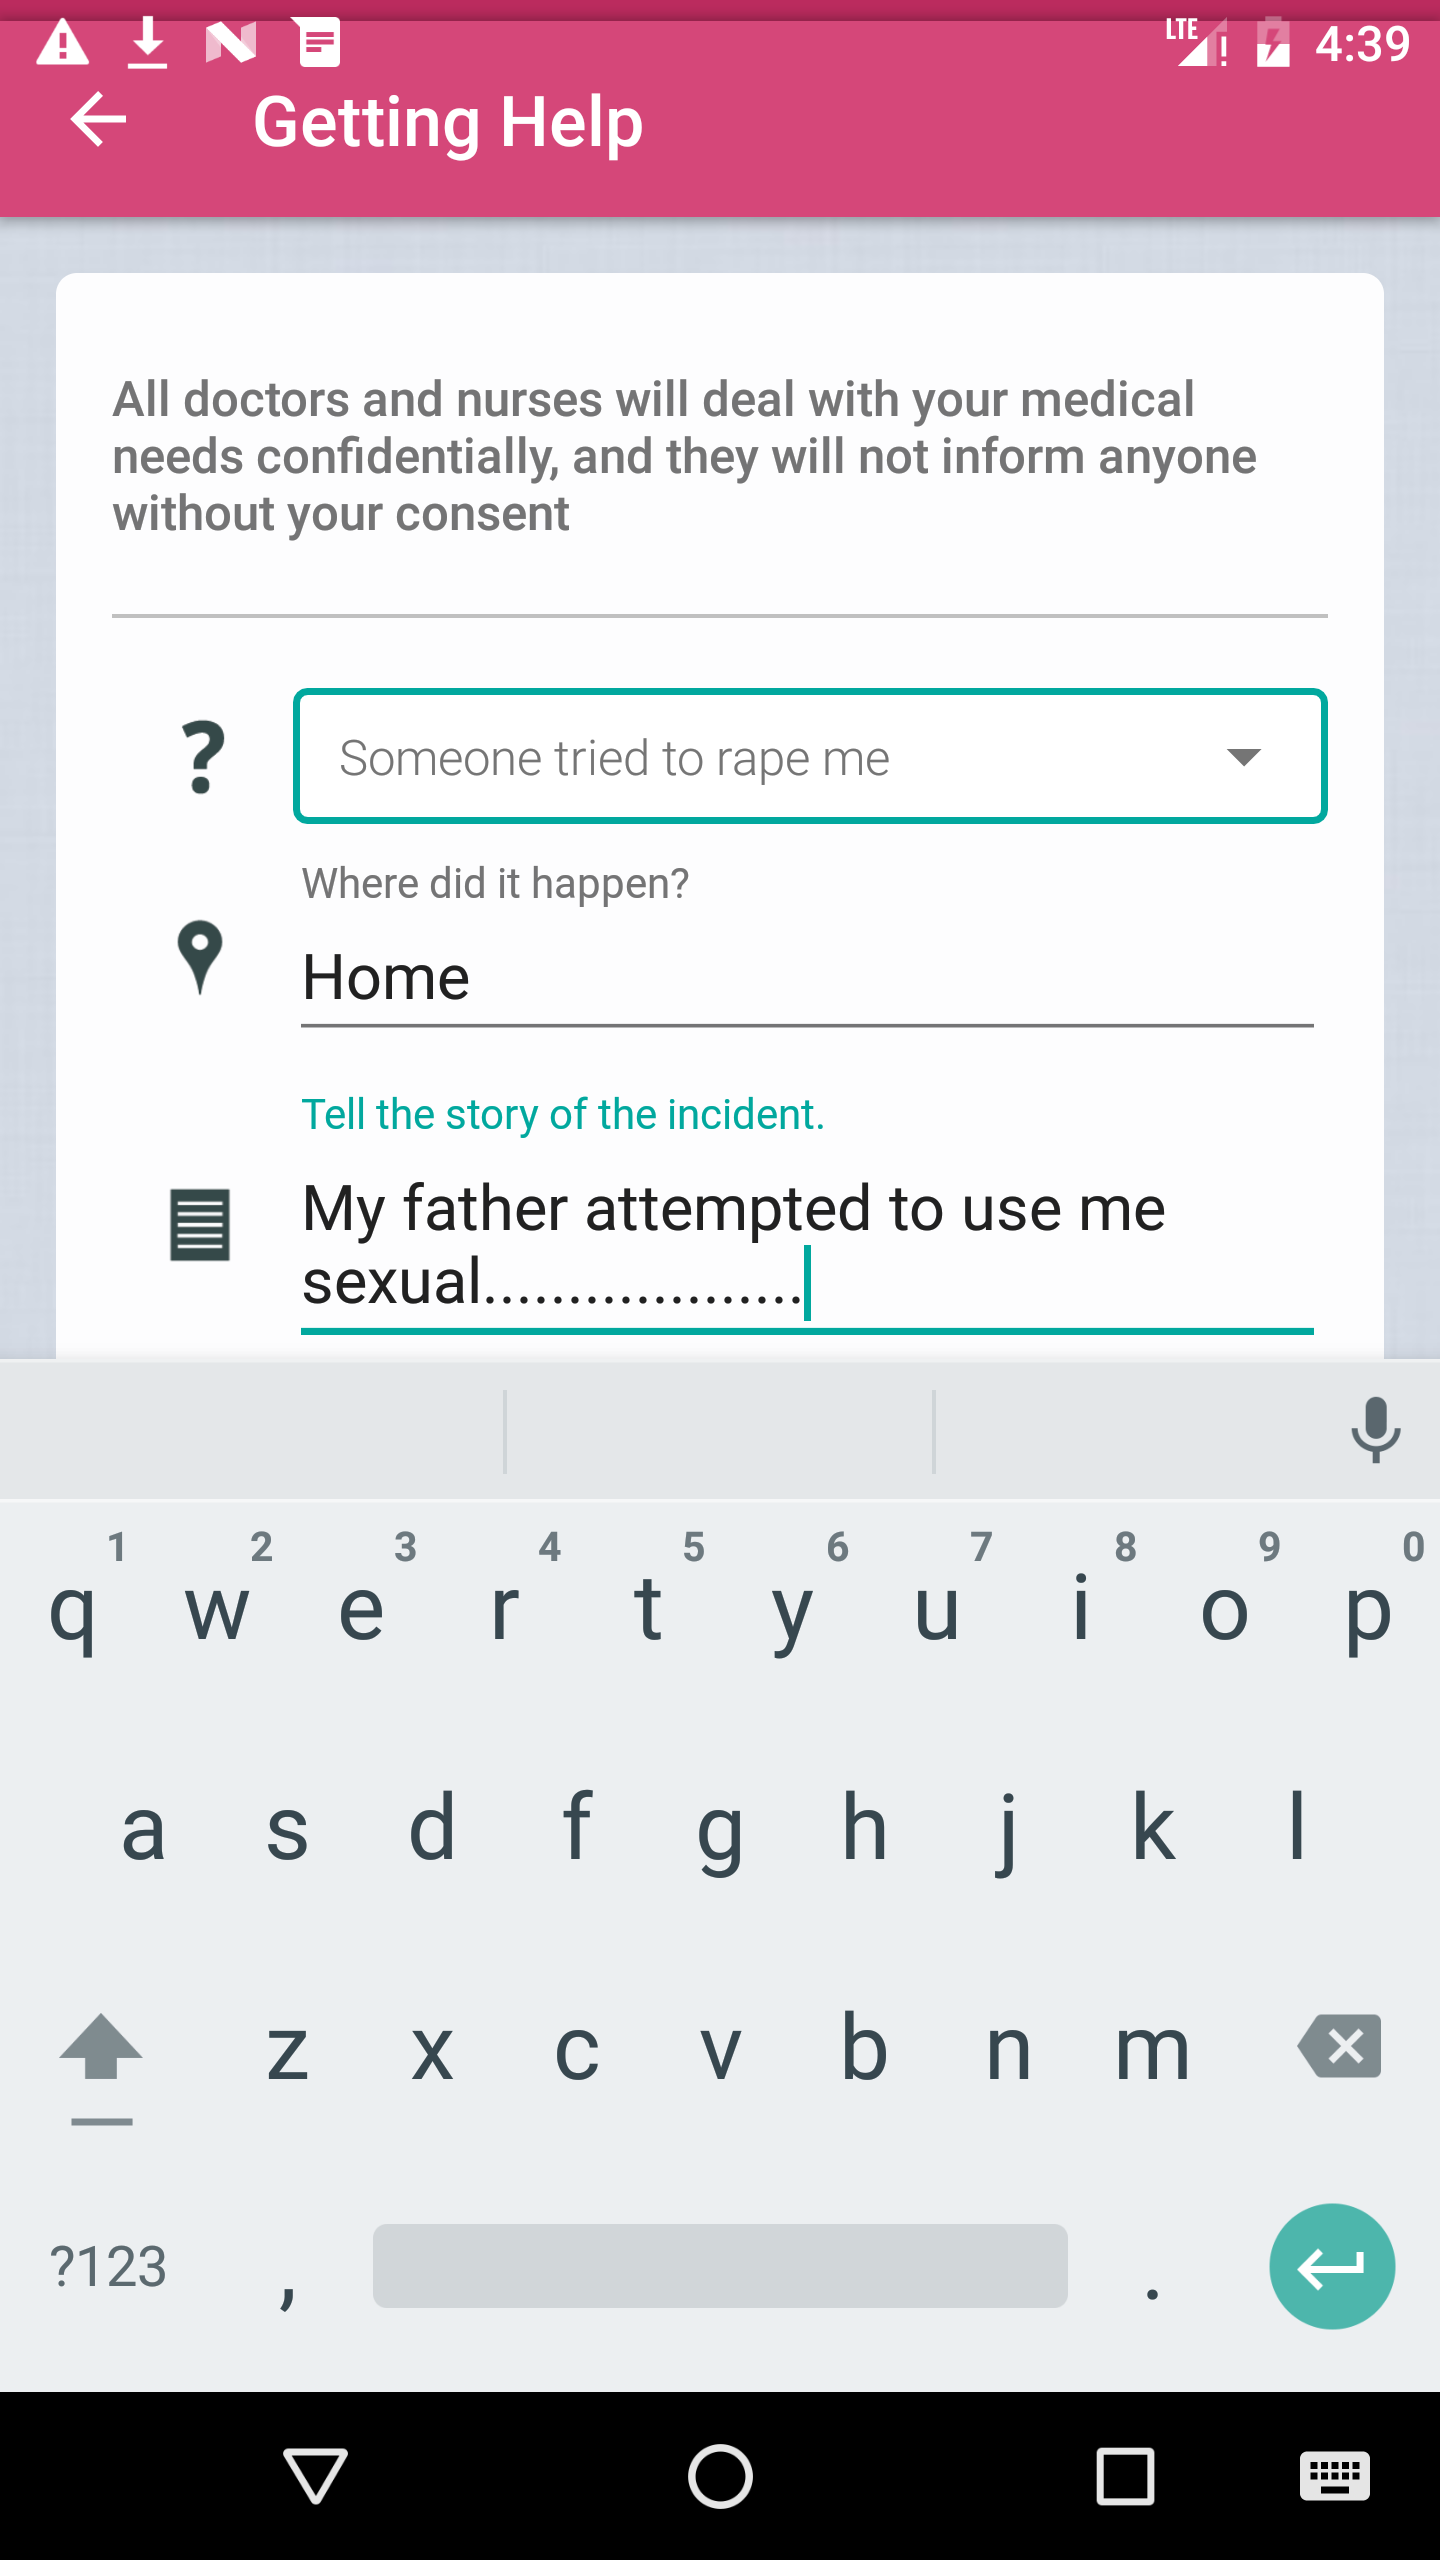 LTE 4:39
Getting Help
All doctors and nurses will deal with your medical
needs confidentially, and they will not inform anyone
without your consent
? Someone tried to rape me
Where did it happen?
Home
Tell the story of the incident.
My father attempted to use me
sexual...................
1 2 3 4 5 6 7 8 9 0
q w e r t y u i o p
a s d f g h j k l
z x c v b n m
?123 , .